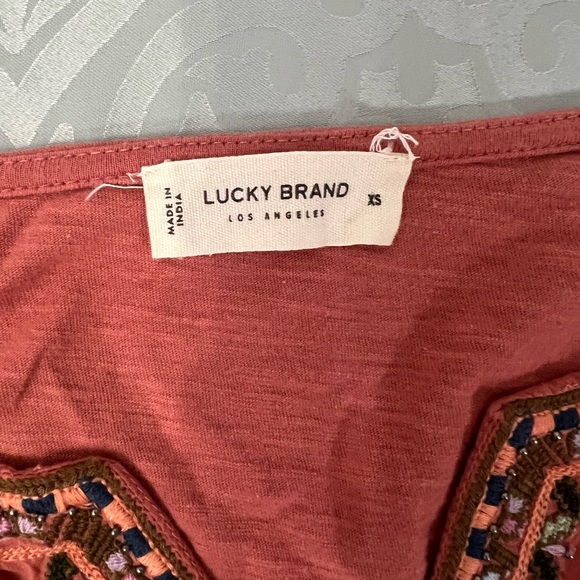 MADE IN
INDIA
LUCKY BRAND
LOS ANGELES
XS